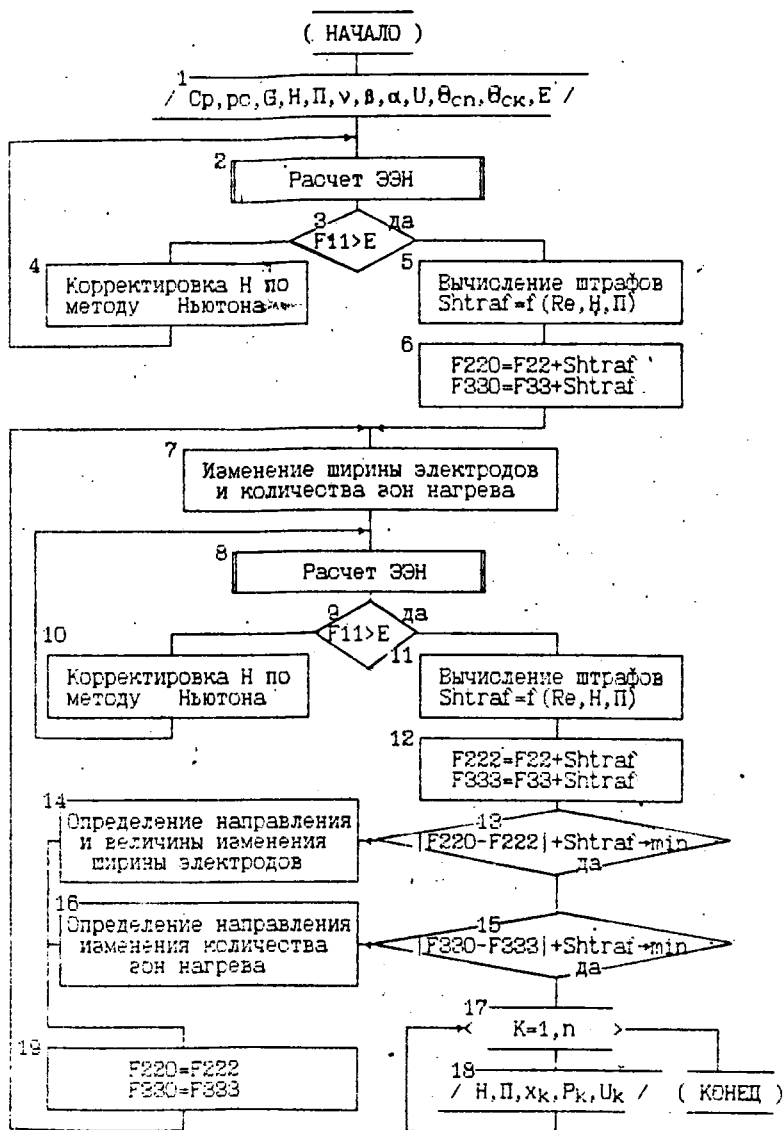 ( НАЧАЛО )
1
/ Cp,ρc,G,H,П,ν,β,α,U,Θсп,Θск,E /
2
Расчет ЭЭН
3 да
F11>E
4
Корректировка H по
методу Ньютона
5
Вычисление штрафов
Shtraf=f(Re,H,П)
6
F220=F22+Shtraf
F330=F33+Shtraf
7
Изменение ширины электродов
и количества зон нагрева
8
Расчет ЭЭН
9 да
F11>E
10
Корректировка H по
методу Ньютона
11
Вычисление штрафов
Shtraf=f(Re,H,П)
12
F222=F22+Shtraf
F333=F33+Shtraf
13
|F220-F222|+Shtraf→min
да
14
Определение направления
и величины изменения
ширины электродов
15
|F330-F333|+Shtraf→min
да
16
Определение направления
изменения количества
зон нагрева
17
< K=1,n >
18
/ H,П,xk,Pk,Uk /
( КОНЕЦ )
19
F220=F222
F330=F333